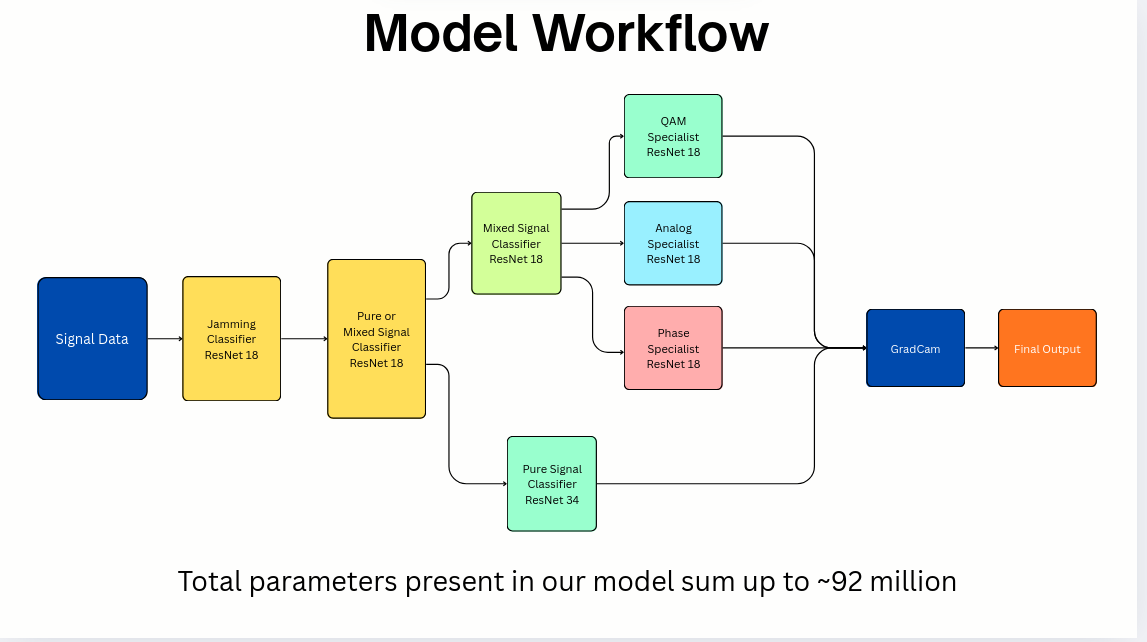 Model Workflow
QAM
Specialist
ResNet 18
Mixed Signal
Classifier
ResNet 18
Analog
Specialist
ResNet 18
Signal Data
Jamming
Classifier
ResNet 18
Pure or
Mixed Signal
Classifier
ResNet 18
Phase
Specialist
ResNet 18
GradCam
Final Output
Pure Signal
Classifier
ResNet 34
Total parameters present in our model sum up to ~92 million